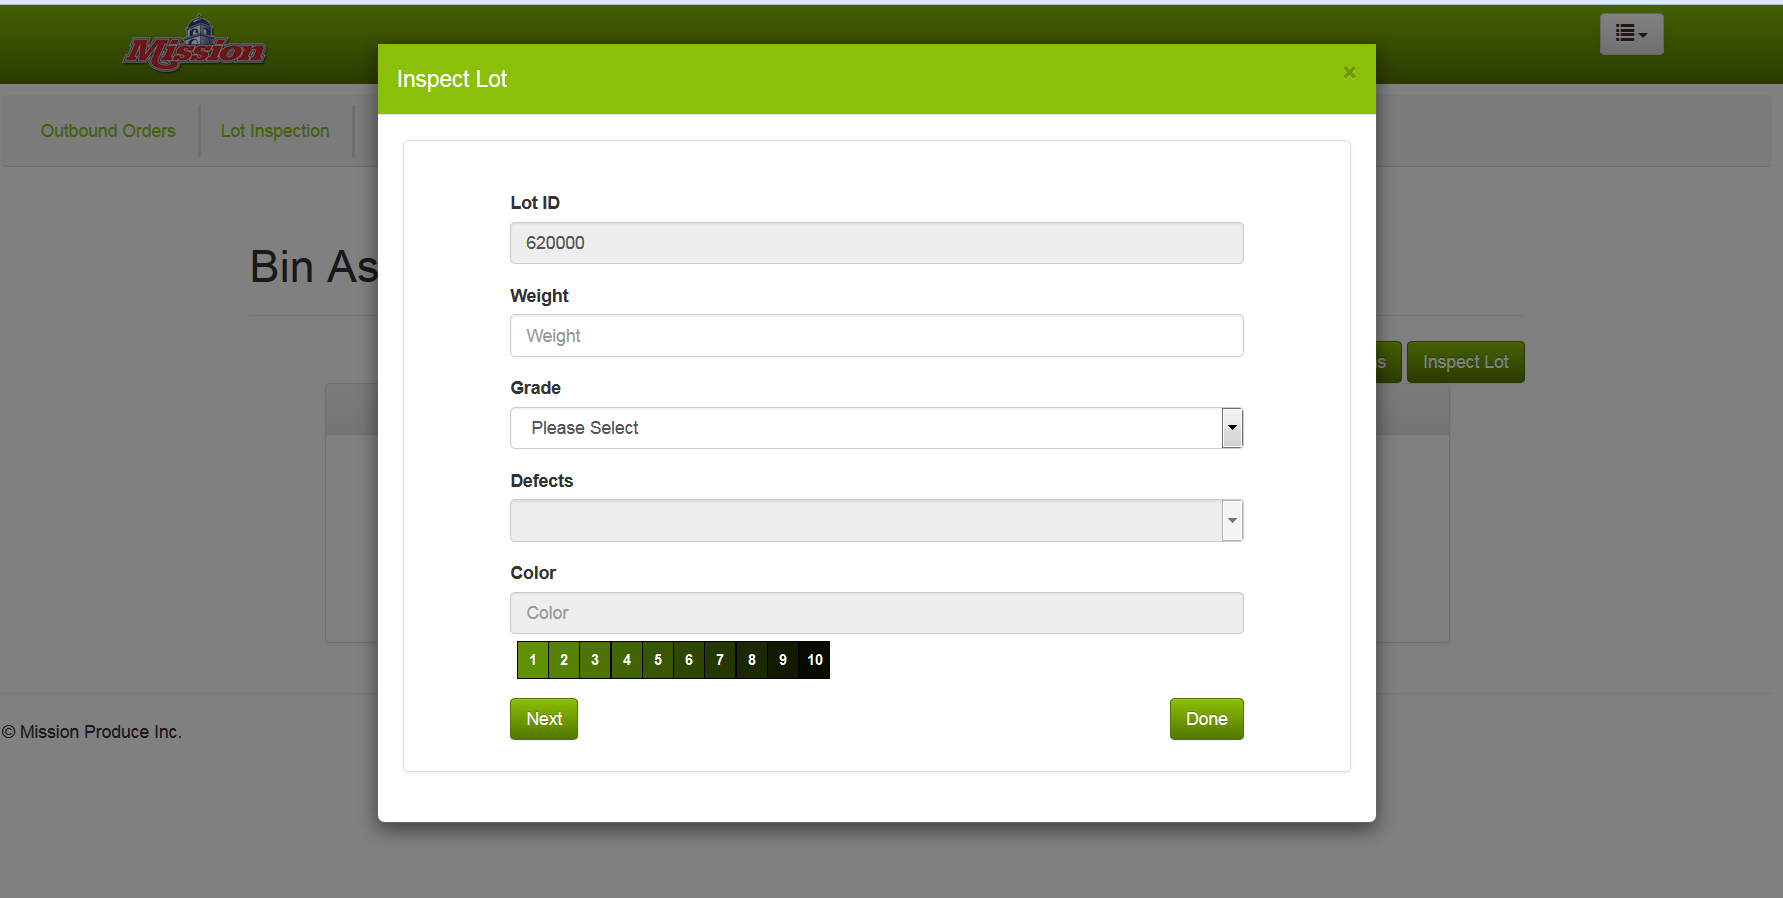 Mission
Inspect Lot
×
Outbound Orders
Lot Inspection
Bin As
s
Inspect Lot
Lot ID
620000
Weight
Weight
Grade
Please Select
Defects
Color
Color
1 2 3 4 5 6 7 8 9 10
Next
Done
© Mission Produce Inc.